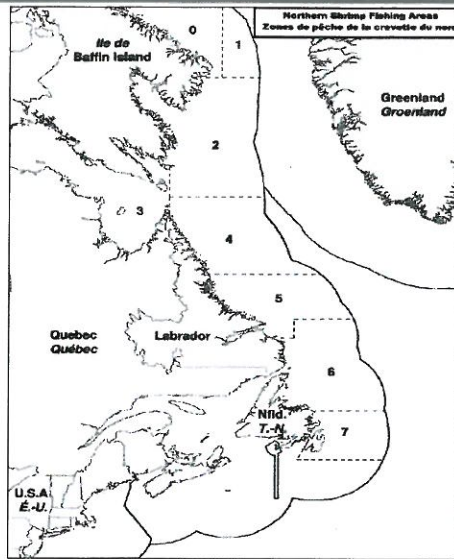 Northern Shrimp Fishing Areas
Zones de pêche de la crevette du nord
0
1
Ile de
Baffin Island
Greenland
Groenland
2
3
4
5
Quebec
Québec
Labrador
6
Nfld.
T.-N.
7
U.S.A
É.-U.